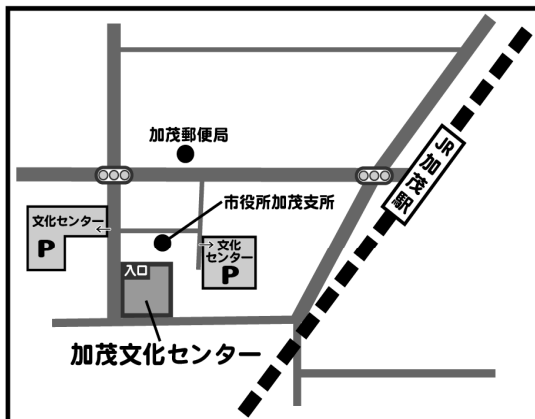 加茂郵便局
JR加茂駅
文化センター
P
市役所加茂支所
文化
センター
P
入口
加茂文化センター